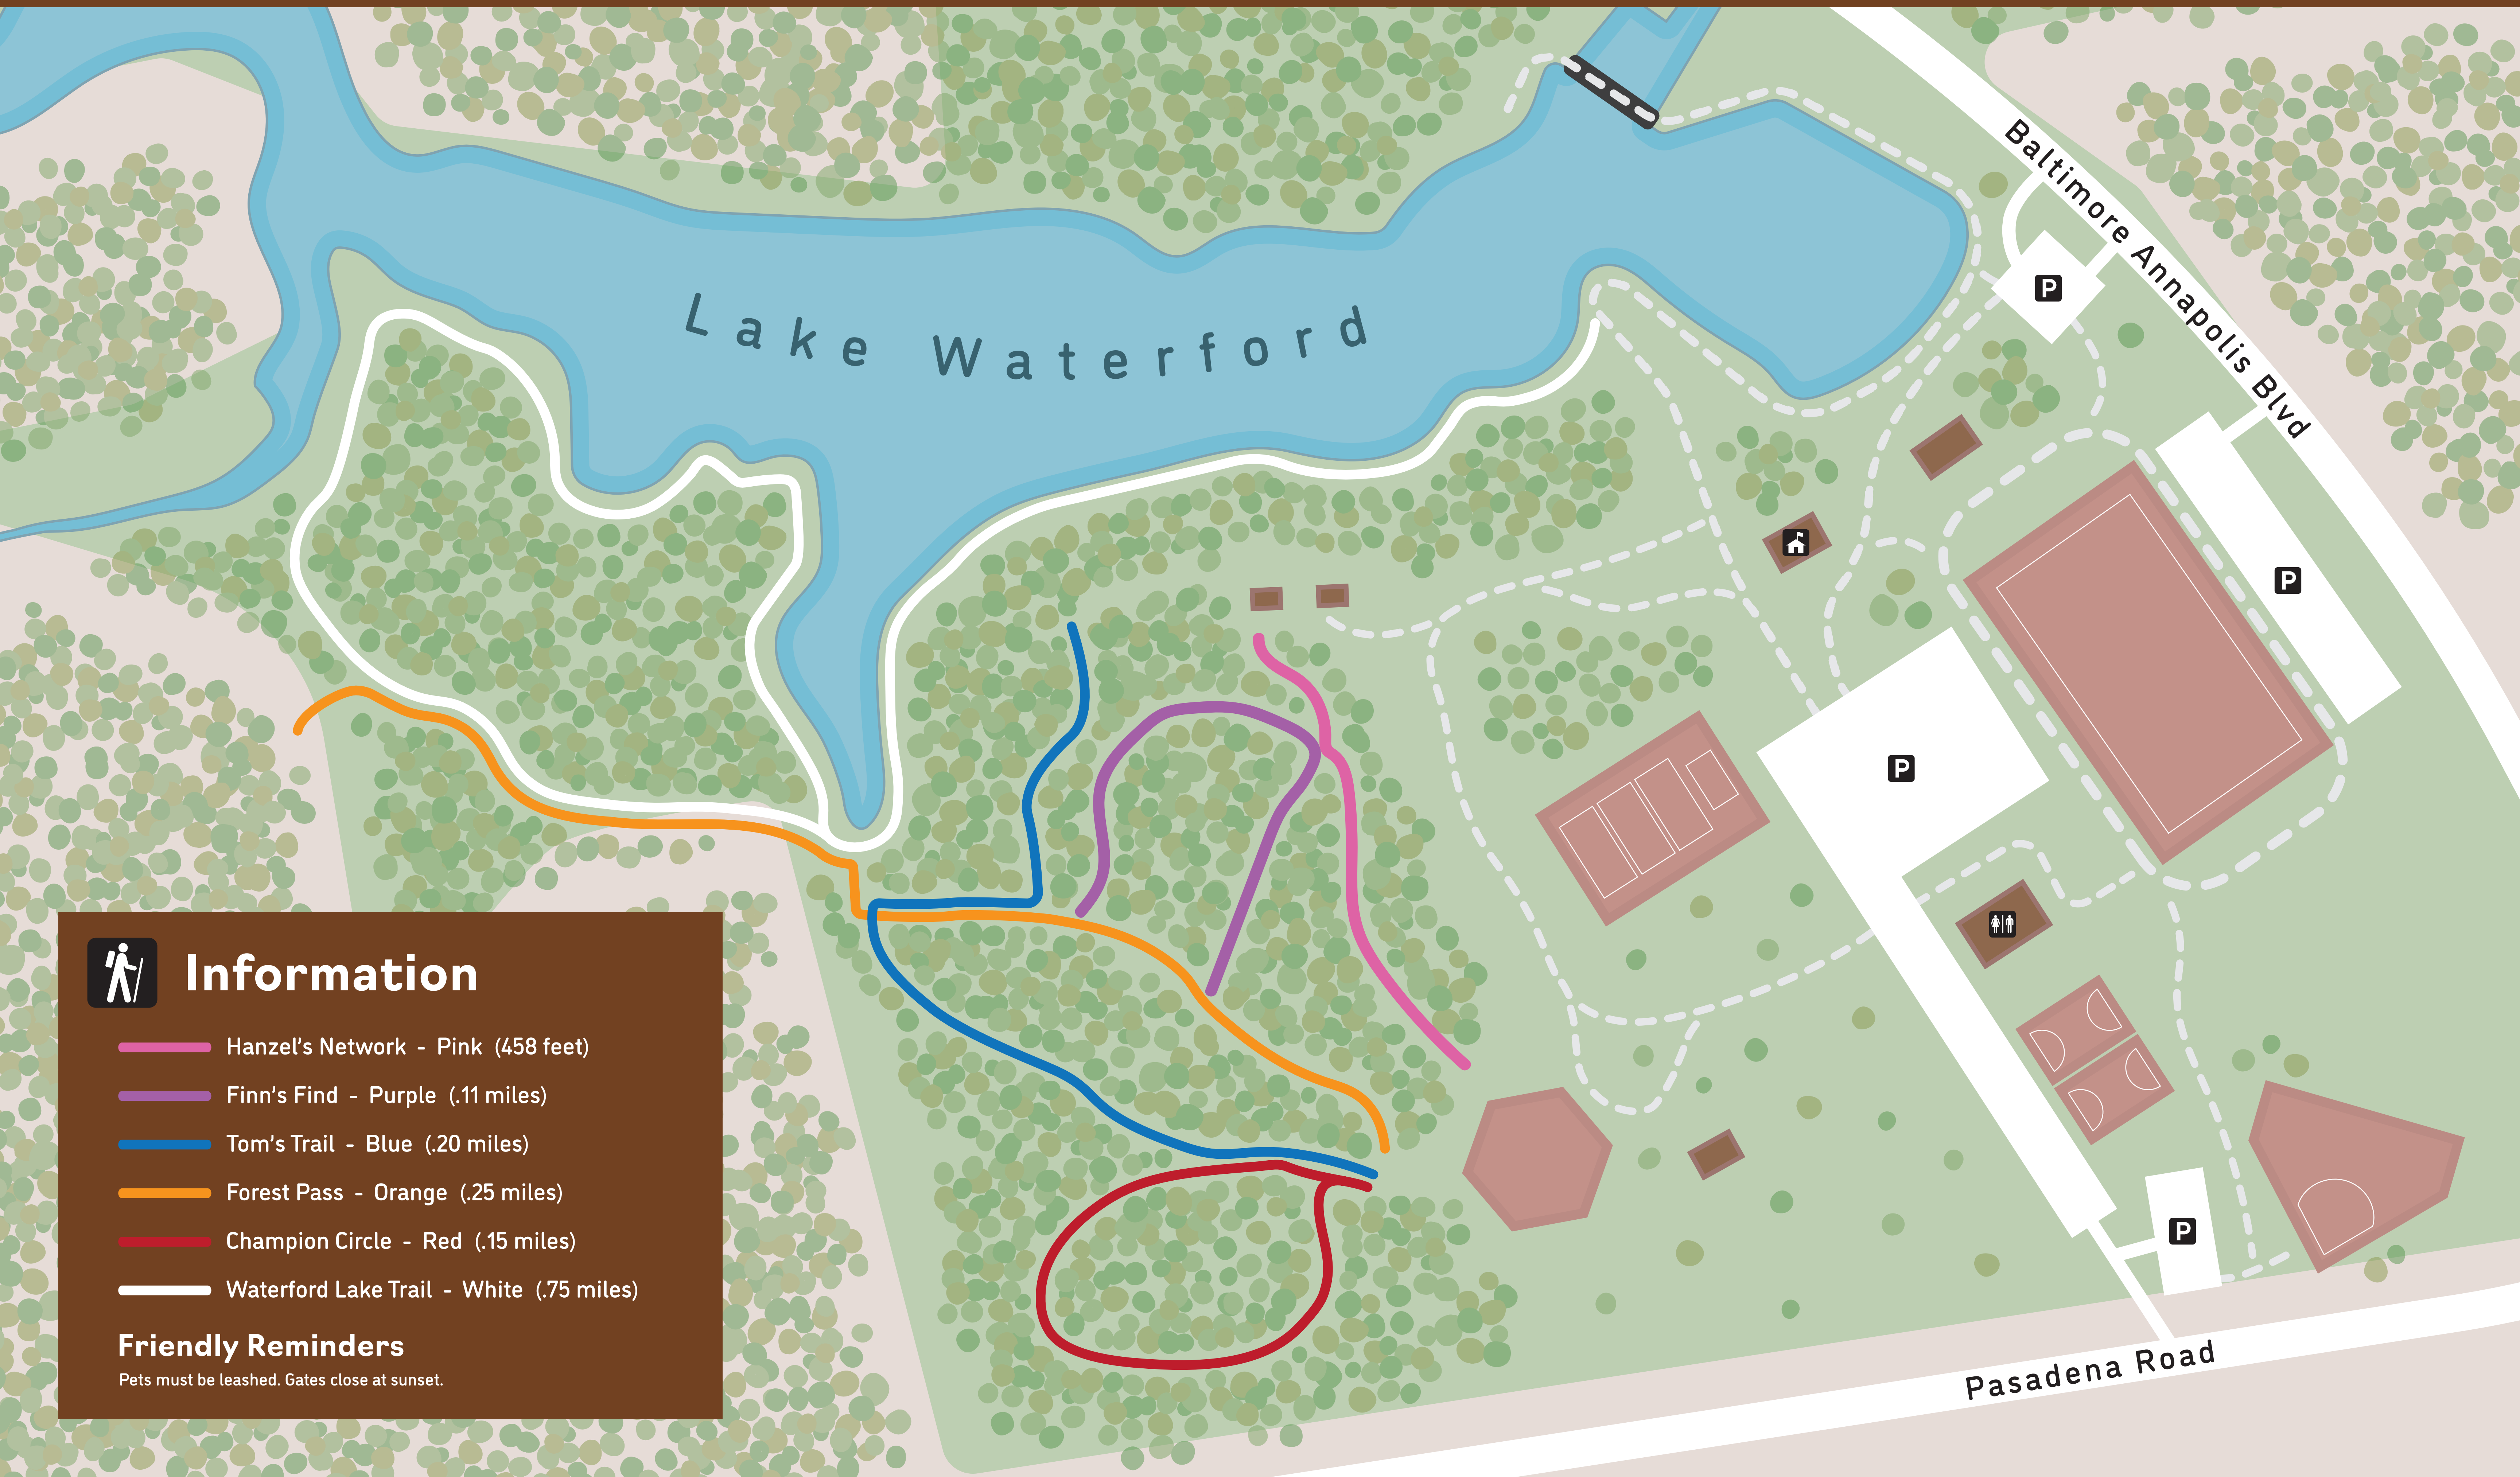 Baltimore Annapolis Blvd
P
Lake Waterford
P
P
Information
Hanzel's Network - Pink (458 feet)
Finn's Find - Purple (.11 miles)
Tom's Trail - Blue (.20 miles)
Forest Pass - Orange (.25 miles)
Champion Circle - Red (.15 miles)
Waterford Lake Trail - White (.75 miles)
Friendly Reminders
Pets must be leashed. Gates close at sunset.
P
Pasadena Road